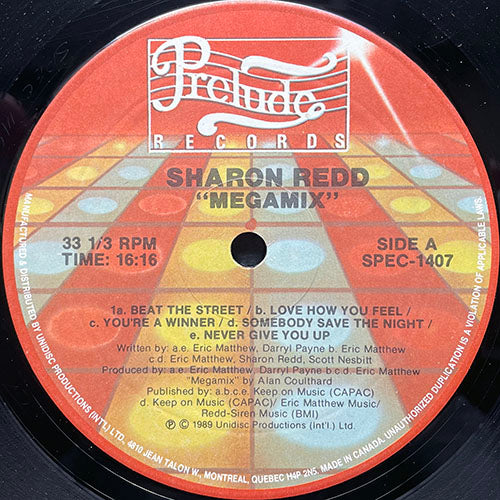 Prelude
RECORDS
SHARON REDD
"MEGAMIX"
33 1/3 RPM
TIME: 16:16
SIDE A
SPEC-1407
1a. BEAT THE STREET / b. LOVE HOW YOU FEEL /
c. YOU'RE A WINNER / d. SOMEBODY SAVE THE NIGHT /
e. NEVER GIVE YOU UP
Written by: a.e. Eric Matthew, Darryl Payne b. Eric Matthew
c.d. Eric Matthew, Sharon Redd, Scott Nesbitt
Produced by: a.e. Eric Matthew, Darryl Payne b.c.d. Eric Matthew
"Megamix" by Alan Coulthard
Published by: a.b.c.e. Keep on Music (CAPAC)
d. Keep on Music (CAPAC)/ Eric Matthew Music/
Redd-Siren Music (BMI)
Ⓟ © 1989 Unidisc Productions (Int'l.) Ltd.
MANUFACTURED & DISTRIBUTED BY UNIDISC PRODUCTIONS (INT'L) LTD. 4810 JEAN TALON W., MONTREAL, QUEBEC H4P 2N5. MADE IN CANADA. UNAUTHORIZED DUPLICATION IS A VIOLATION OF APPLICABLE LAWS.